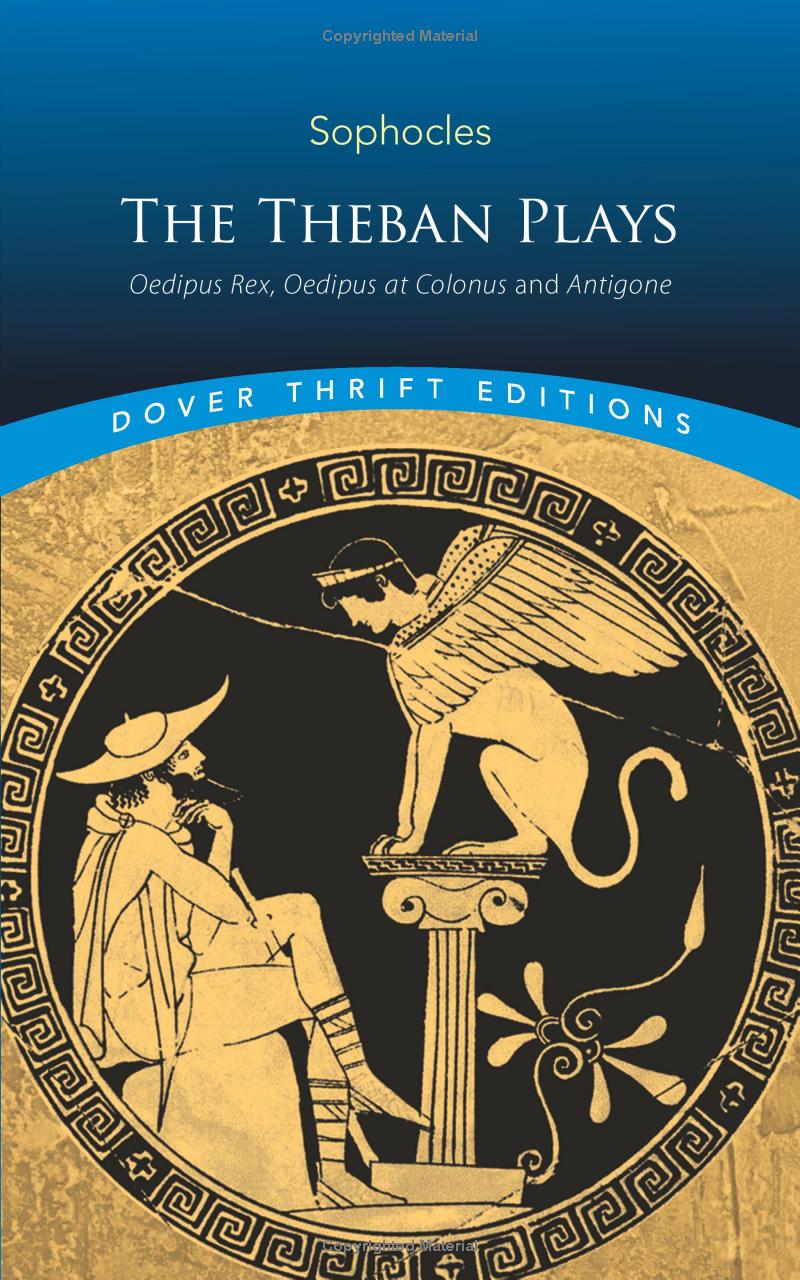 Copyrighted Material
Sophocles
THE THEBAN PLAYS
Oedipus Rex, Oedipus at Colonus and Antigone
DOVER THRIFT EDITIONS
Copyrighted Material